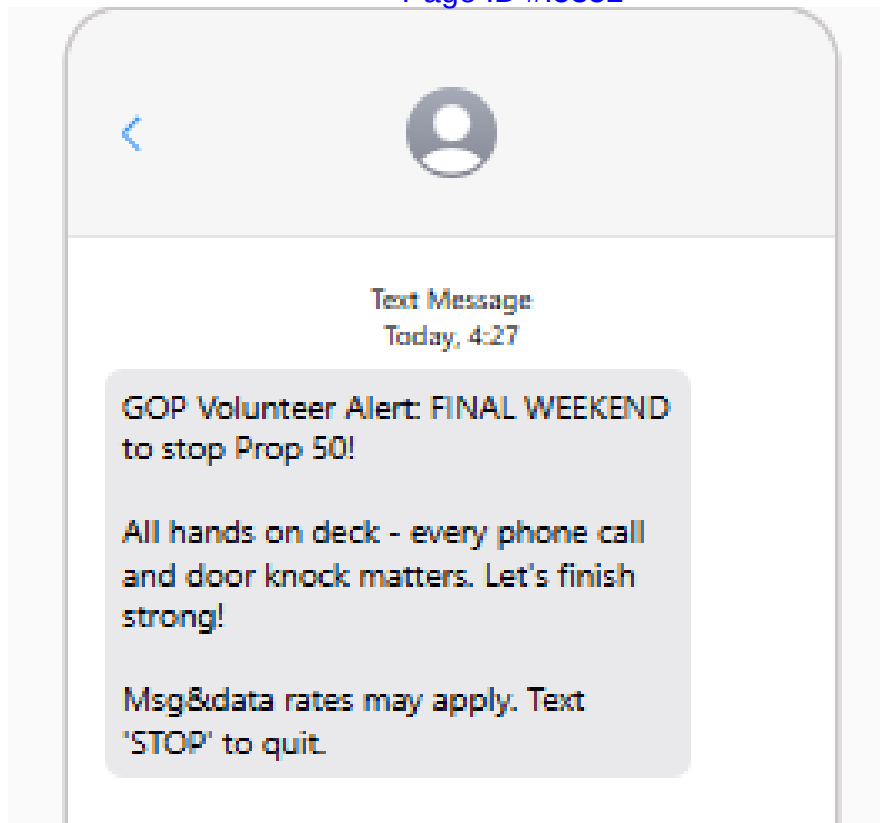 Text Message
Today, 4:27
GOP Volunteer Alert: FINAL WEEKEND
to stop Prop 50!
All hands on deck - every phone call
and door knock matters. Let's finish
strong!
Msg&data rates may apply. Text
'STOP' to quit.